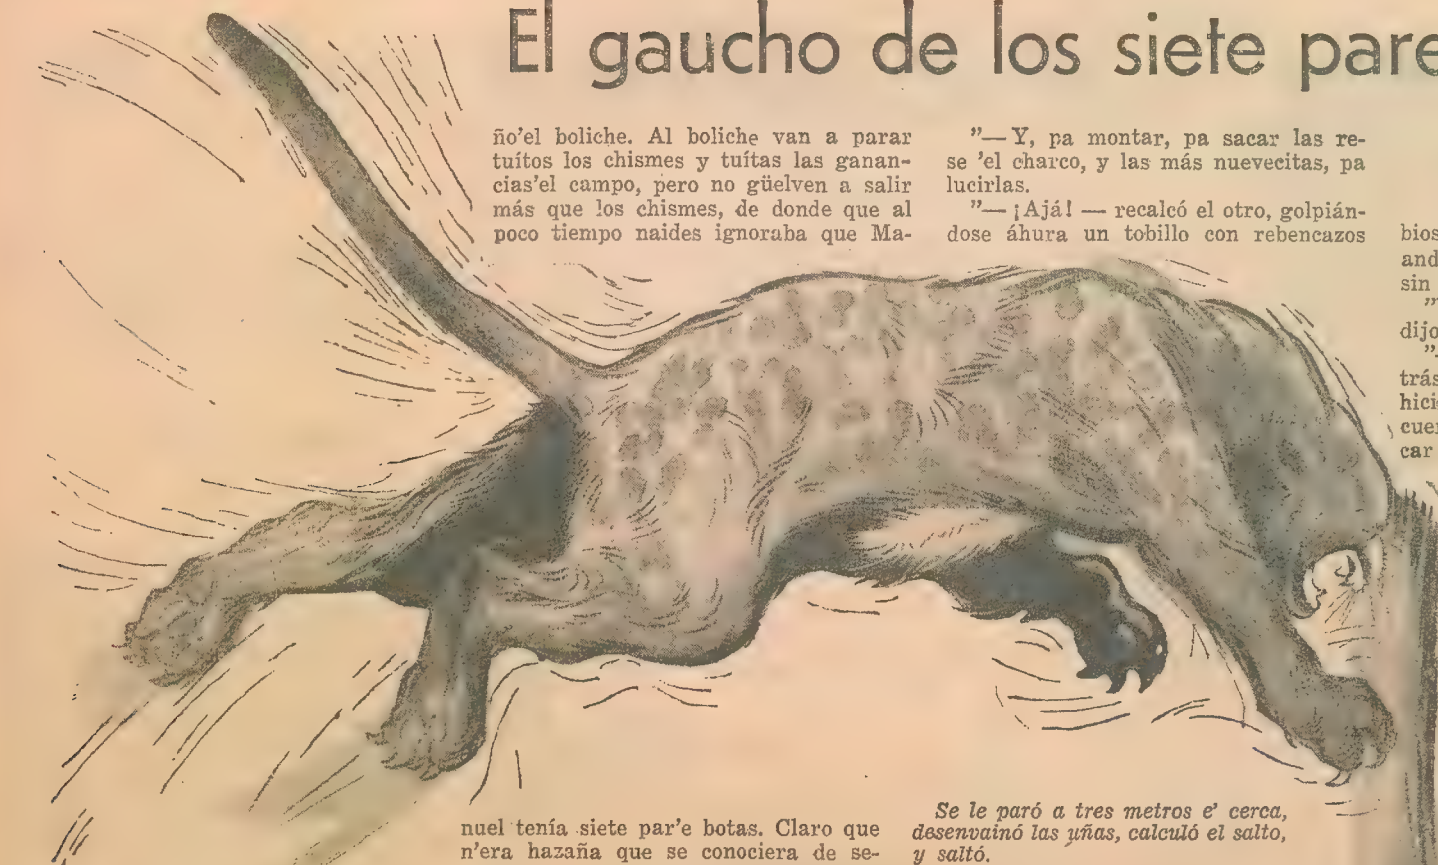 El gaucho de los siete pare
ño'el boliche. Al boliche van a parar
tuítos los chismes y tuítas las ganan-
cias'el campo, pero no güelven a salir
más que los chismes, de donde que al
poco tiempo naides ignoraba que Ma-
nuel tenía siete par'e botas. Claro que
n'era hazaña que se conociera de se-
"— Y, pa montar, pa sacar las re-
se 'el charco, y las más nuevecitas, pa
lucirlas.
"— ¡Ajá! — recalcó el otro, golpián-
dose áhura un tobillo con rebencazos
Se le paró a tres metros e' cerca,
desenvainó las uñas, calculó el salto,
y saltó.
bios
and
sin
"
dijo
"
trás
hici
cuer
car